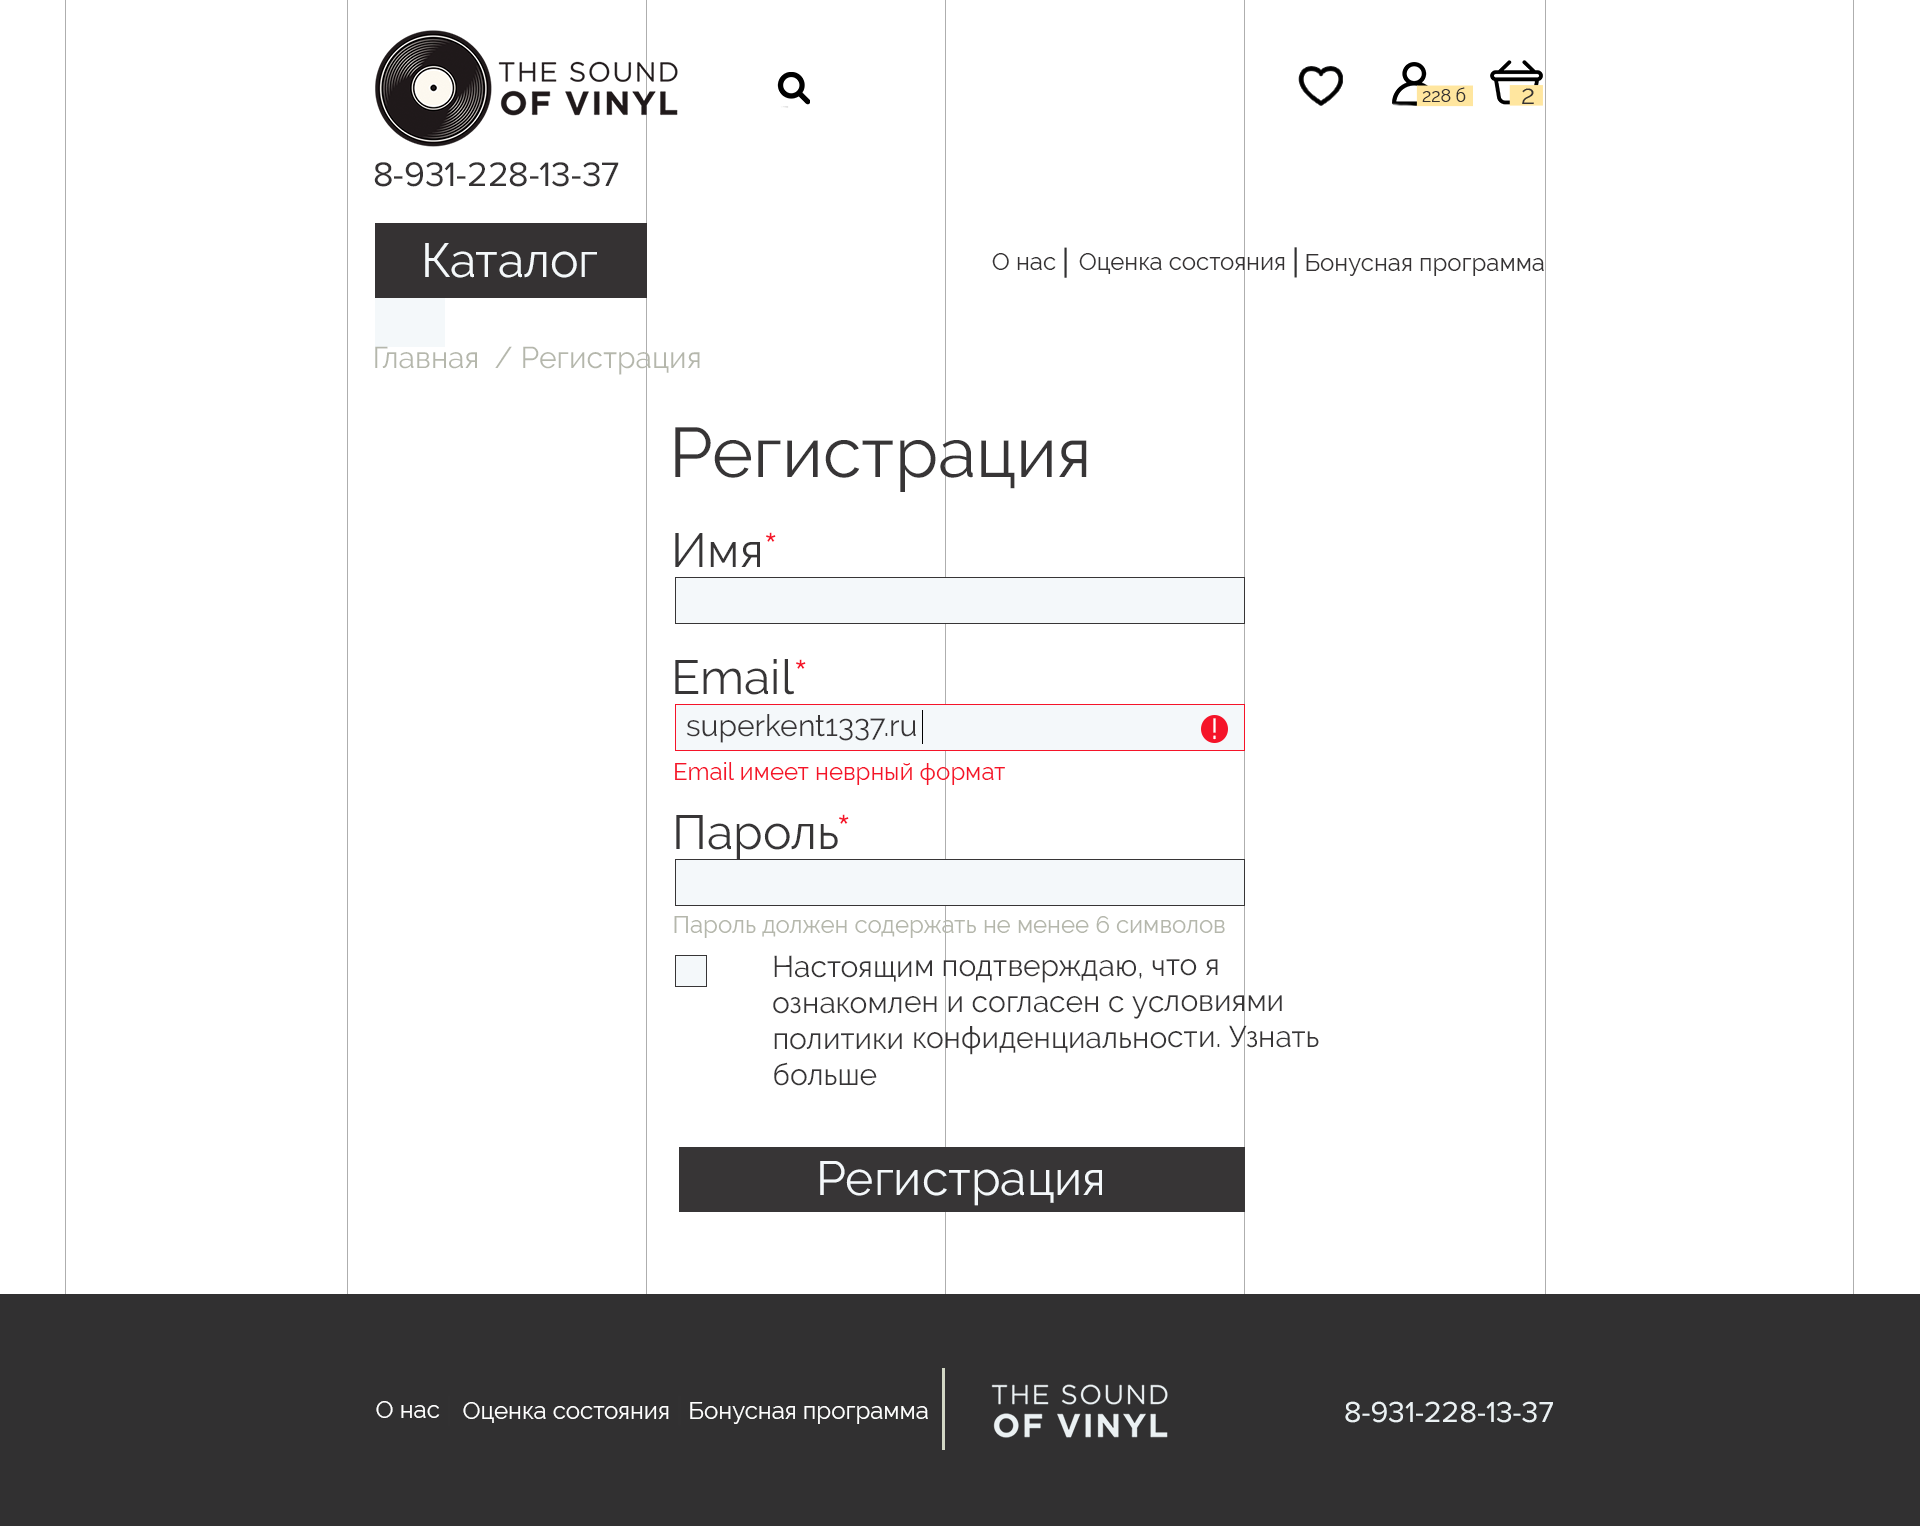 THE SOUND
OF VINYL
228 б
2
8-931-228-13-37
Каталог
О нас | Оценка состояния | Бонусная программа
Главная / Регистрация
Регистрация
Имя*
Email*
superkent1337.ru
Email имеет неврный формат
Пароль*
Пароль должен содержать не менее 6 символов
Настоящим подтверждаю, что я
ознакомлен и согласен с условиями
политики конфиденциальности. Узнать
больше
Регистрация
О нас Оценка состояния Бонусная программа
THE SOUND
OF VINYL
8-931-228-13-37